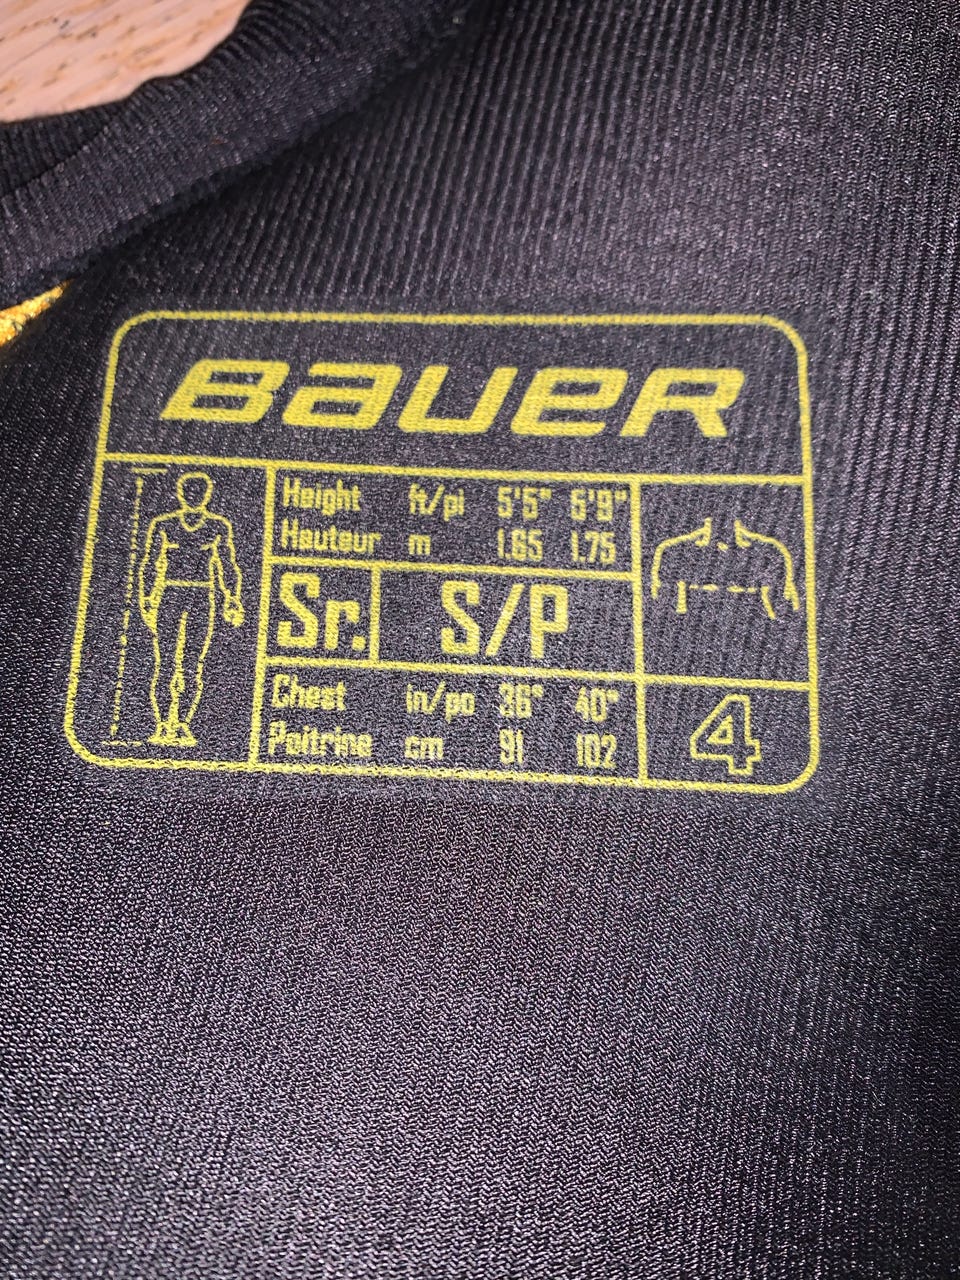 BAUER
Height ft/pi 5'5" 5'9"
Hauteur m 1.65 1.75
Sr. S/P
Chest in/po 36" 40"
Poitrine cm 91 102
4